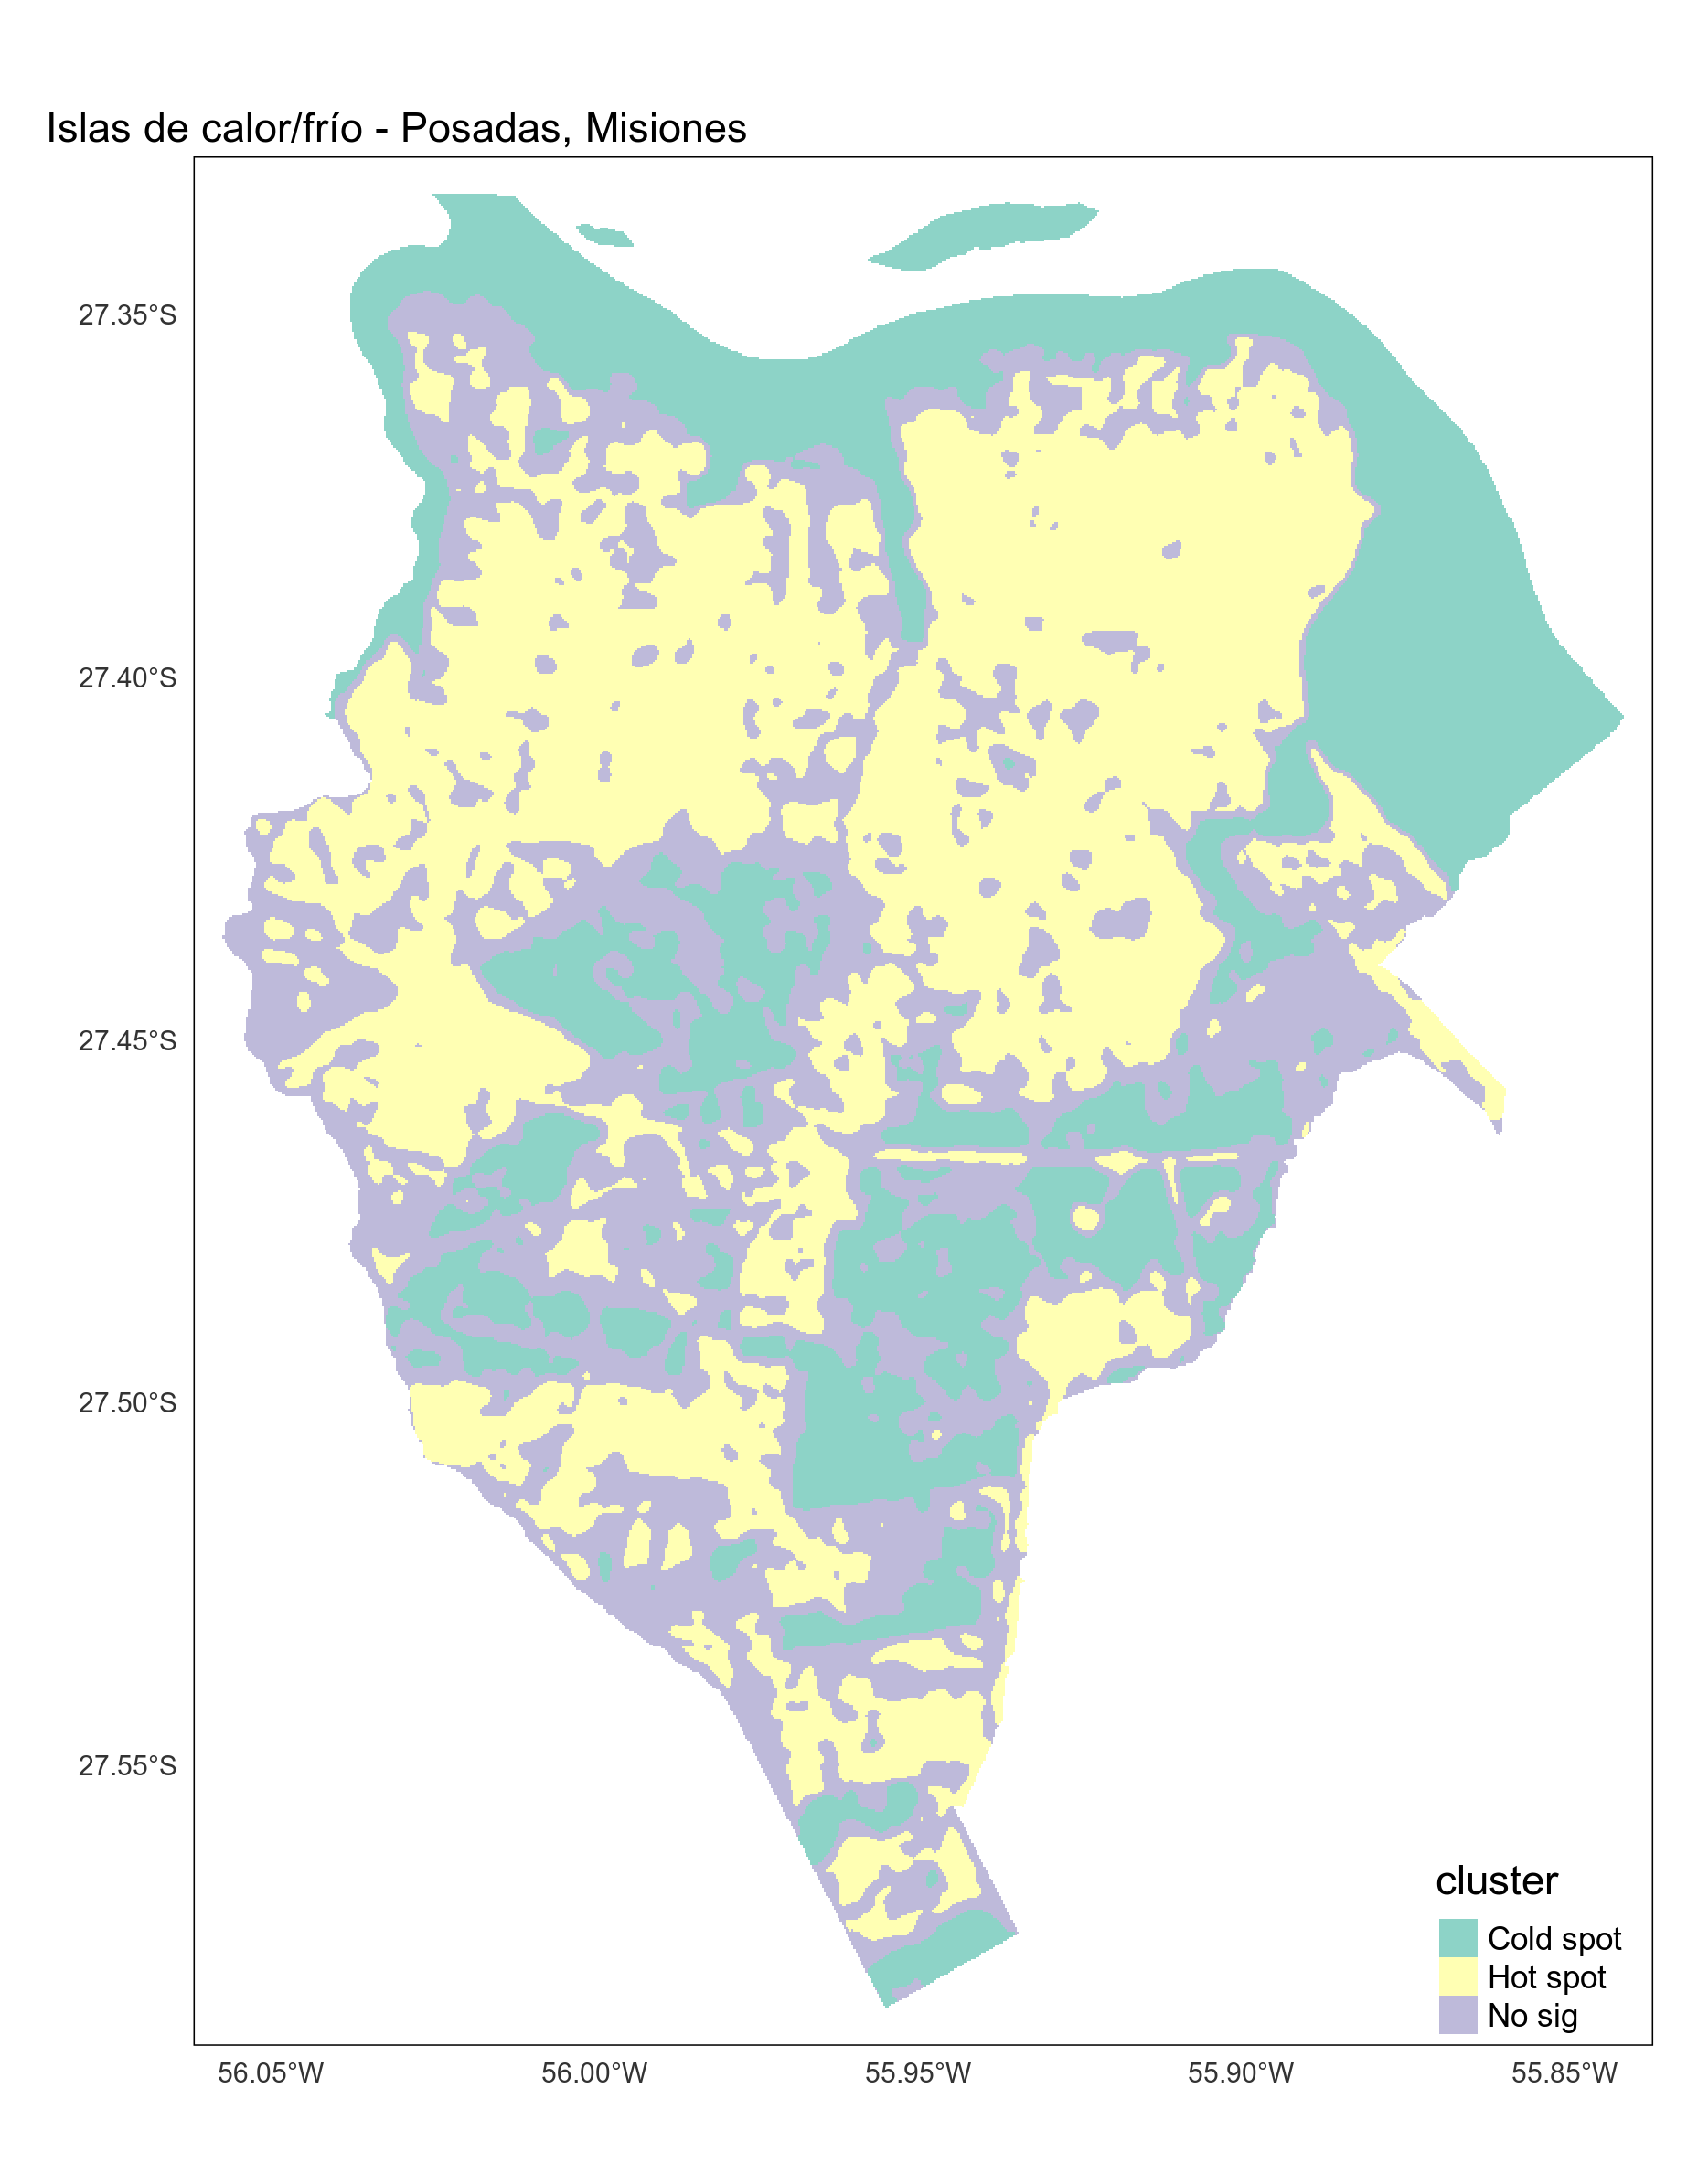 Islas de calor/frío - Posadas, Misiones
27.35°S
27.40°S
27.45°S
27.50°S
27.55°S
cluster
Cold spot
Hot spot
No sig
56.05°W
56.00°W
55.95°W
55.90°W
55.85°W